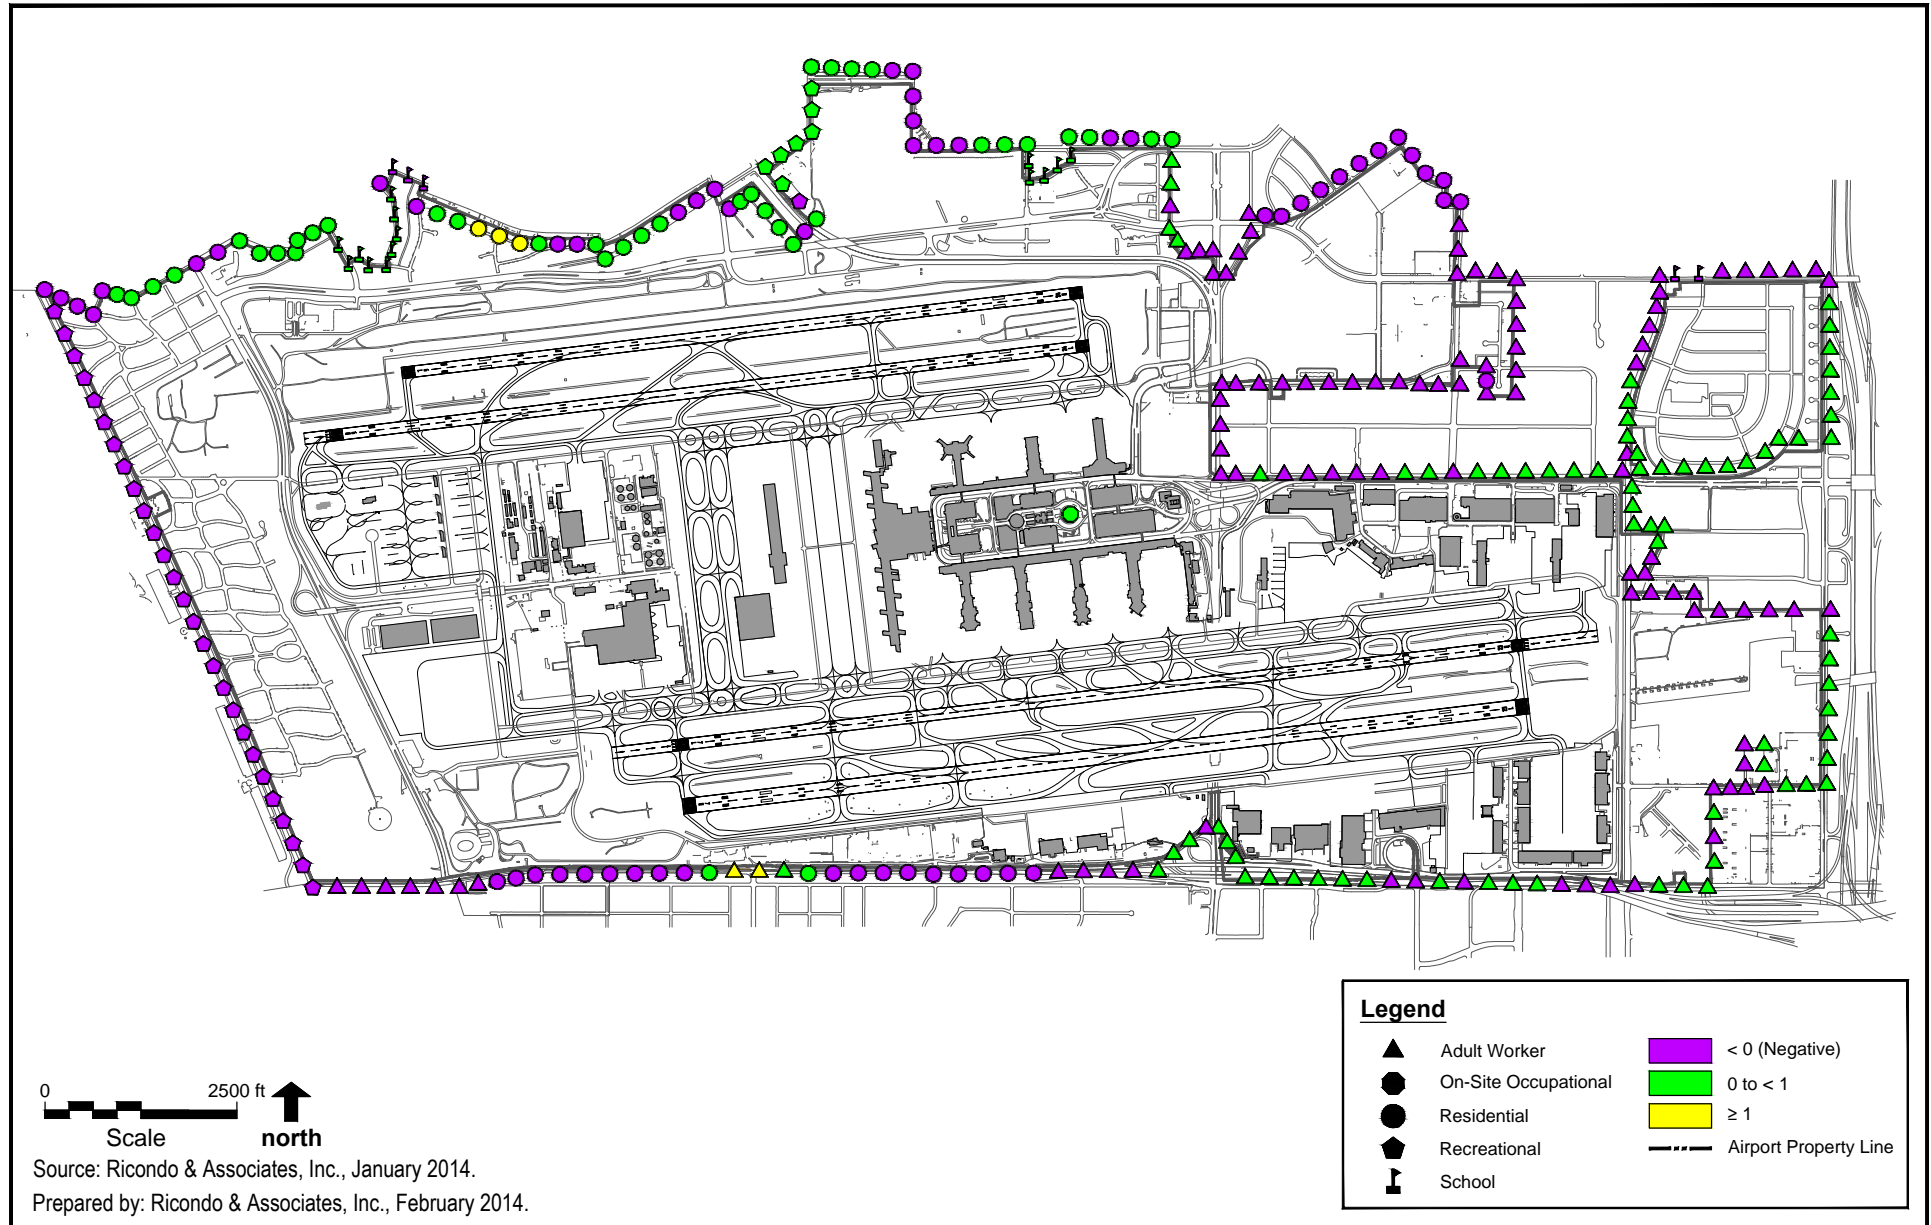 Legend
Adult Worker
On-Site Occupational
Residential
Recreational
School
< 0 (Negative)
0 to < 1
≥ 1
Airport Property Line
0 2500 ft
Scale north
Source: Ricondo & Associates, Inc., January 2014.
Prepared by: Ricondo & Associates, Inc., February 2014.